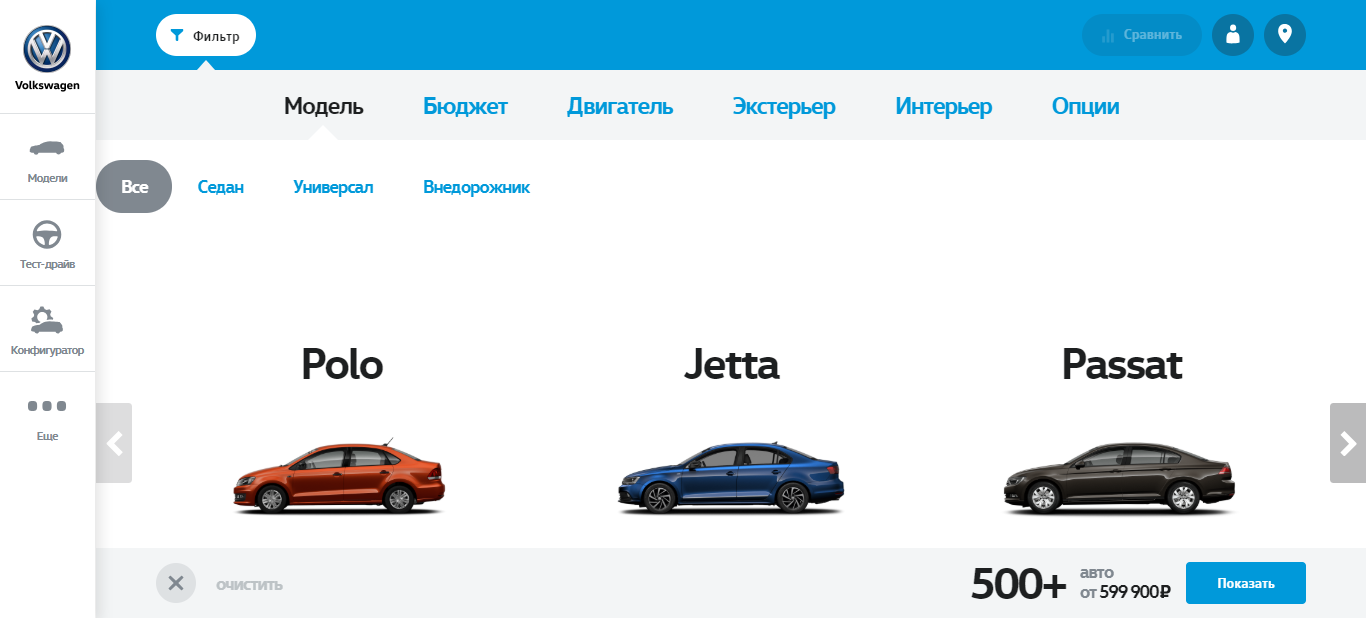 Volkswagen
Модели
Тест-драйв
Конфигуратор
Еще
Фильтр
Сравнить
Модель Бюджет Двигатель Экстерьер Интерьер Опции
Все Седан Универсал Внедорожник
Polo Jetta Passat
очистить
500+
авто
от 599 900₽
Показать